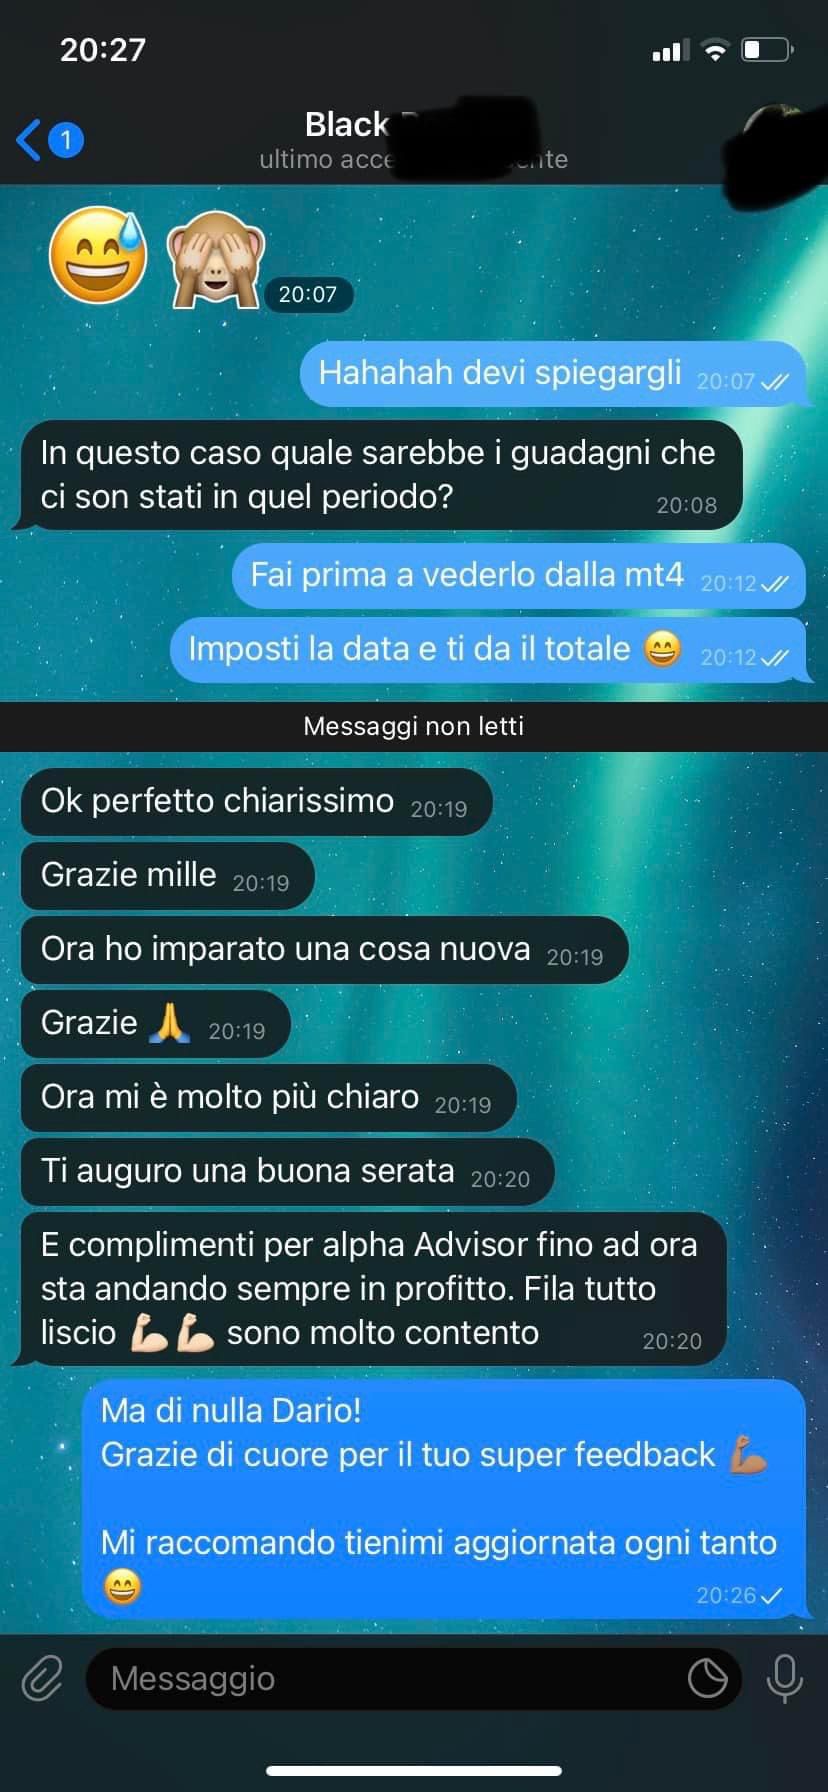 20:27
1
Black
ultimo acce
nte
20:07
Hahahah devi spiegargli 20:07
In questo caso quale sarebbe i guadagni che
ci son stati in quel periodo? 20:08
Fai prima a vederlo dalla mt4 20:12
Imposti la data e ti da il totale 😄 20:12
Messaggi non letti
Ok perfetto chiarissimo 20:19
Grazie mille 20:19
Ora ho imparato una cosa nuova 20:19
Grazie 🙏 20:19
Ora mi è molto più chiaro 20:19
Ti auguro una buona serata 20:20
E complimenti per alpha Advisor fino ad ora
sta andando sempre in profitto. Fila tutto
liscio 💪🏻💪🏻 sono molto contento 20:20
Ma di nulla Dario!
Grazie di cuore per il tuo super feedback 💪🏽
Mi raccomando tienimi aggiornata ogni tanto
😄 20:26
Messaggio